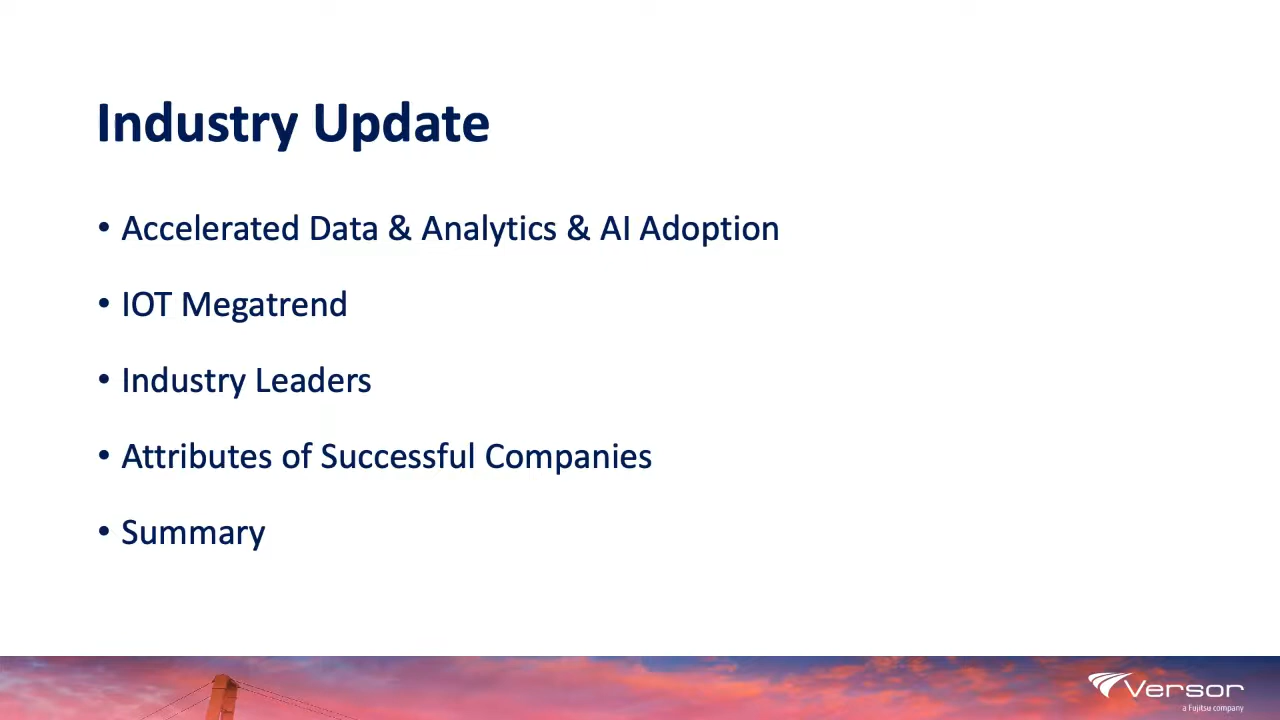 Industry Update
• Accelerated Data & Analytics & AI Adoption
• IOT Megatrend
• Industry Leaders
• Attributes of Successful Companies
• Summary
Versor
a Fujitsu company